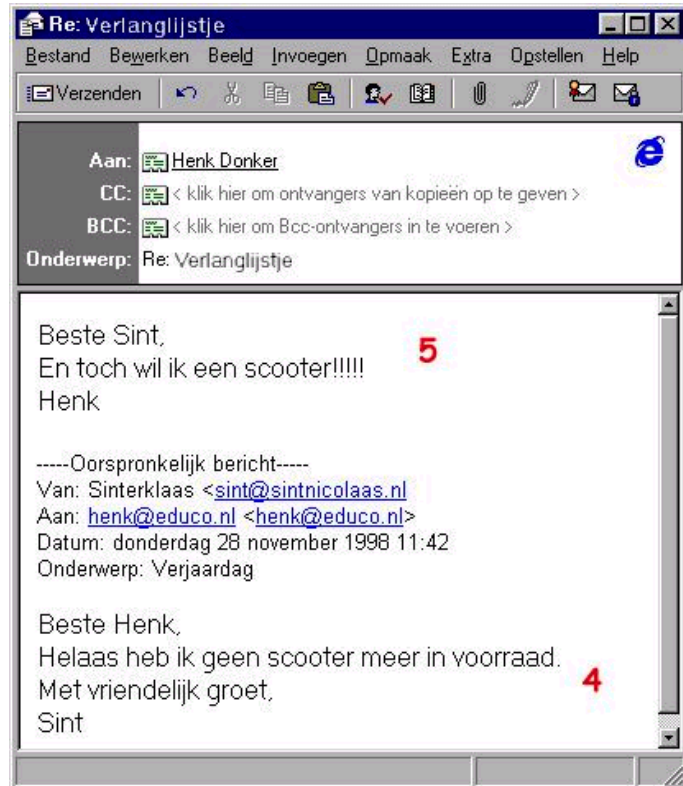 Re: Verlanglijstje
Bestand Bewerken Beeld Invoegen Opmaak Extra Opstellen Help
Verzenden
Aan: Henk Donker
CC: < klik hier om ontvangers van kopieën op te geven >
BCC: < klik hier om Bcc-ontvangers in te voeren >
Onderwerp: Re: Verlanglijstje
Beste Sint,
5
En toch wil ik een scooter!!!!!
Henk
-----Oorspronkelijk bericht-----
Van: Sinterklaas <sint@sintnicolaas.nl
Aan: henk@educo.nl <henk@educo.nl>
Datum: donderdag 28 november 1998 11:42
Onderwerp: Verjaardag
Beste Henk,
Helaas heb ik geen scooter meer in voorraad.
4
Met vriendelijk groet,
Sint